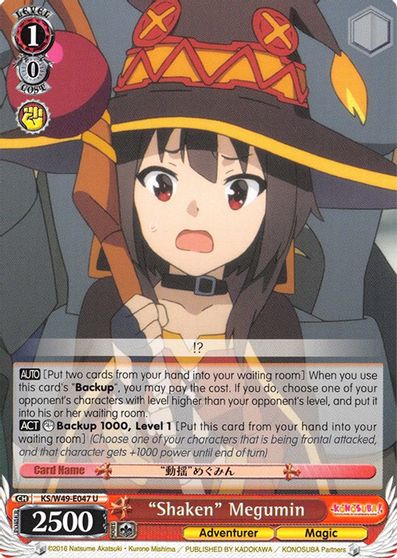 LEVEL
1
0
COST
!?
AUTO [Put two cards from your hand into your waiting room] When you use
this card's "Backup", you may pay the cost. If you do, choose one of your
opponent's characters with level higher than your opponent's level, and put it
into his or her waiting room.
ACT Backup 1000, Level 1 [Put this card from your hand into your
waiting room] (Choose one of your characters that is being frontal attacked,
and that character gets +1000 power until end of turn)
Card Name "動揺"めぐみん
CH KS/W49-E047 U
2500 "Shaken" Megumin KONOSUBA!
Adventurer Magic
©2016 Natsume Akatsuki・Kurone Mishima / PUBLISHED BY KADOKAWA / KONOSUBA Partners